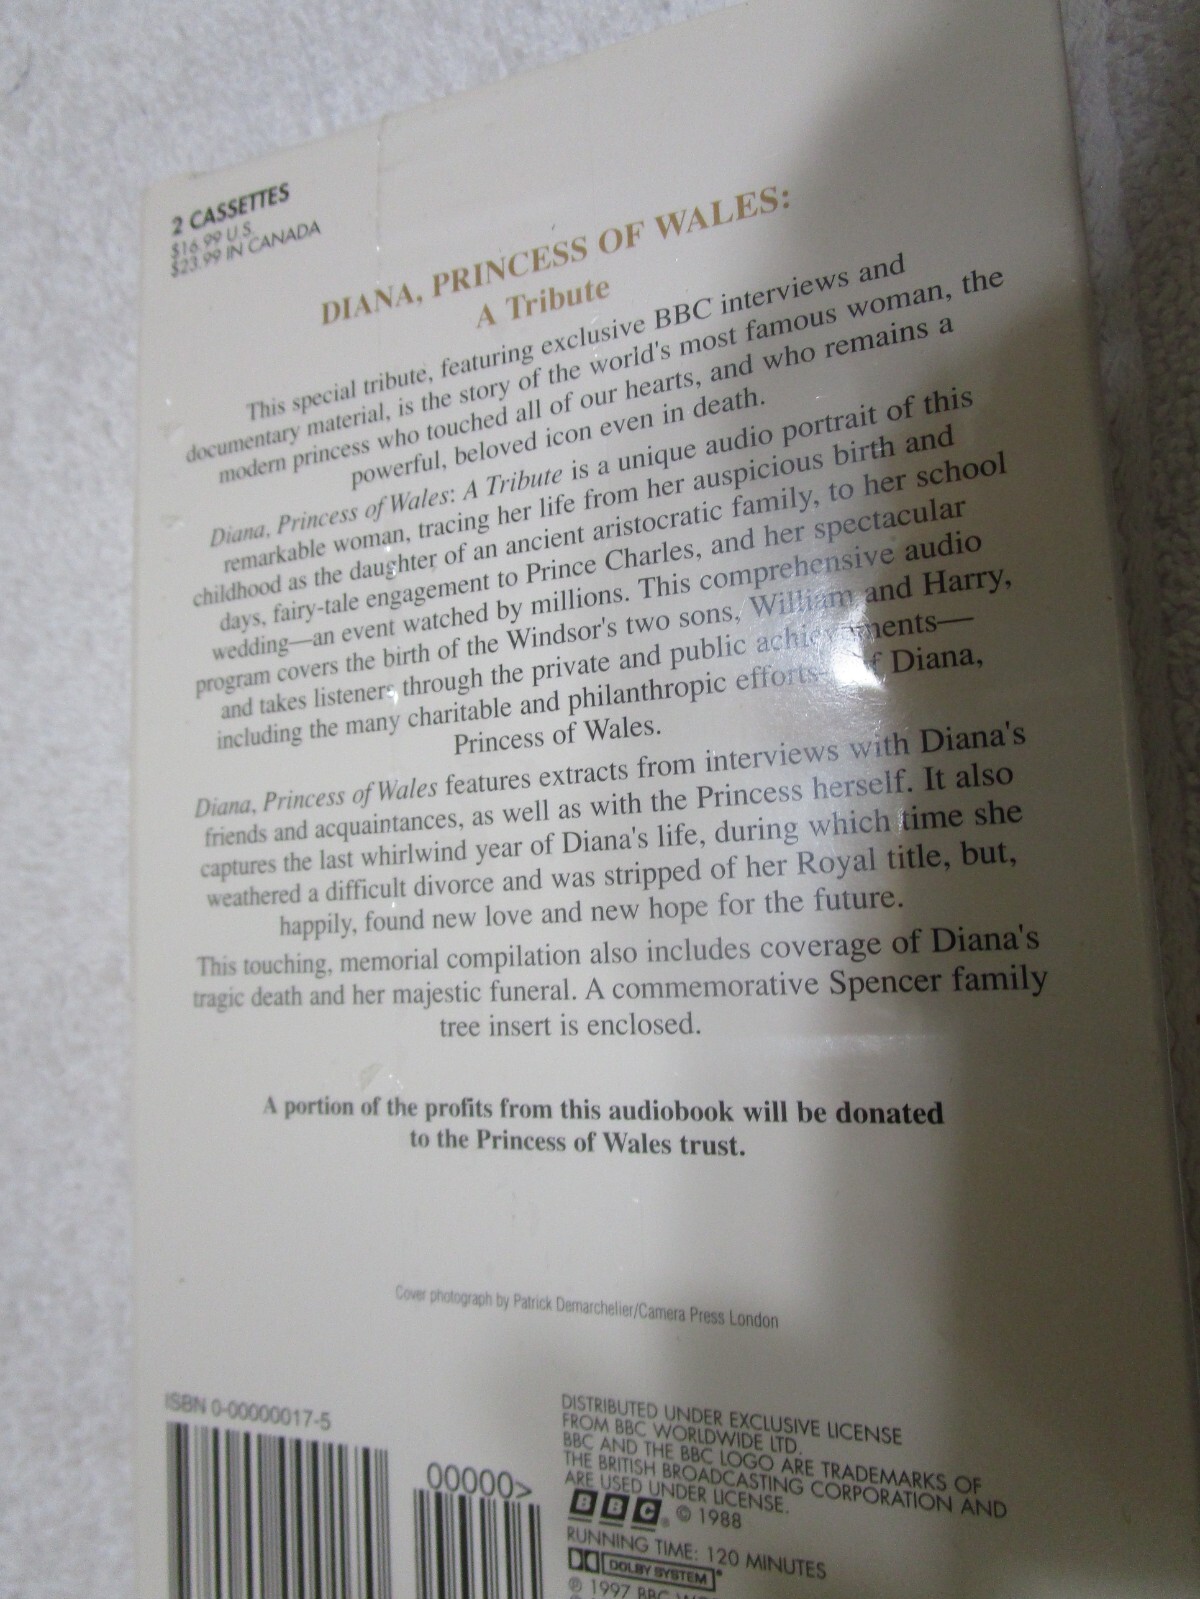 2 CASSETTES
$16.99 U.S.
$23.99 IN CANADA
DIANA, PRINCESS OF WALES:
A Tribute
This special tribute, featuring exclusive BBC interviews and
documentary material, is the story of the world's most famous woman, the
modern princess who touched all of our hearts, and who remains a
powerful, beloved icon even in death.
Diana, Princess of Wales: A Tribute is a unique audio portrait of this
remarkable woman, tracing her life from her auspicious birth and
childhood as the daughter of an ancient aristocratic family, to her school
days, fairy-tale engagement to Prince Charles, and her spectacular
wedding—an event watched by millions. This comprehensive audio
program covers the birth of the Windsor's two sons, William and Harry,
and takes listeners through the private and public achievements—
including the many charitable and philanthropic efforts—of Diana,
Princess of Wales.
Diana, Princess of Wales features extracts from interviews with Diana's
friends and acquaintances, as well as with the Princess herself. It also
captures the last whirlwind year of Diana's life, during which time she
weathered a difficult divorce and was stripped of her Royal title, but,
happily, found new love and new hope for the future.
This touching, memorial compilation also includes coverage of Diana's
tragic death and her majestic funeral. A commemorative Spencer family
tree insert is enclosed.
A portion of the profits from this audiobook will be donated
to the Princess of Wales trust.
Cover photograph by Patrick Demarchelier/Camera Press London
ISBN 0-00000017-5
00000>
DISTRIBUTED UNDER EXCLUSIVE LICENSE
FROM BBC WORLDWIDE LTD.
BBC AND THE BBC LOGO ARE TRADEMARKS OF
THE BRITISH BROADCASTING CORPORATION AND
ARE USED UNDER LICENSE.
BBC® © 1988
RUNNING TIME: 120 MINUTES
DOLBY SYSTEM®
℗ 1997 BBC